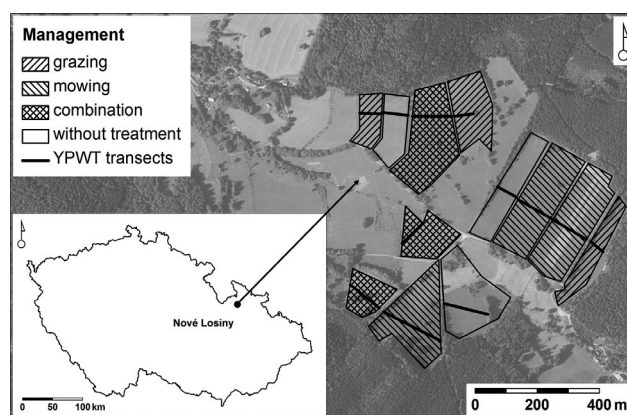 Management
grazing
mowing
combination
without treatment
YPWT transects
Nové Losiny
0 50 100 km
0 200 400 m